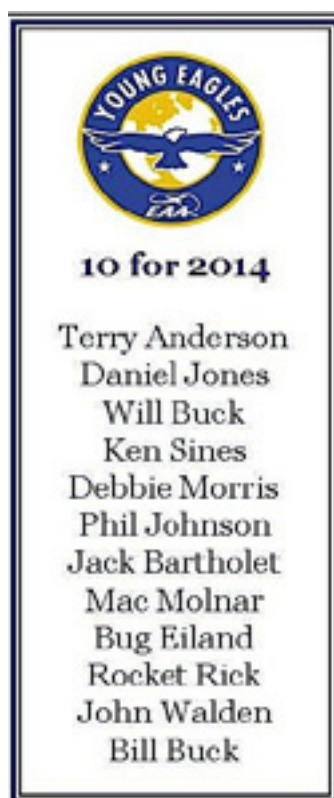 YOUNG EAGLES
EAA
10 for 2014
Terry Anderson
Daniel Jones
Will Buck
Ken Sines
Debbie Morris
Phil Johnson
Jack Bartholet
Mac Molnar
Bug Eiland
Rocket Rick
John Walden
Bill Buck